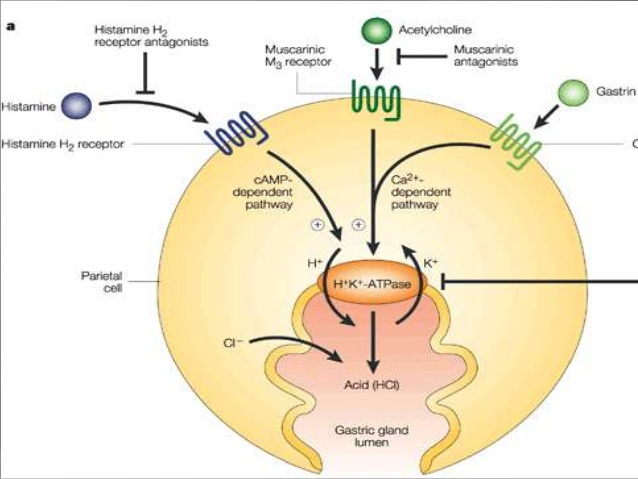 a
Histamine H2
receptor antagonists
Acetylcholine
Muscarinic
M3 receptor
Muscarinic
antagonists
Histamine
Gastrin
Histamine H2 receptor
C
cAMP-
dependent
pathway
Ca2+-
dependent
pathway
+
+
H+
K+
Parietal
cell
H+K+-ATPase
Cl–
Acid (HCl)
Gastric gland
lumen